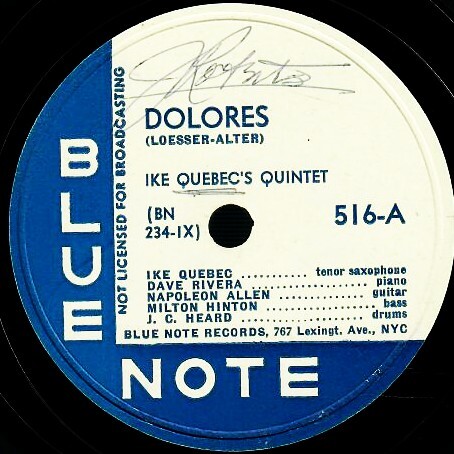 DOLORES
(LOESSER-ALTER)
IKE QUEBEC'S QUINTET
(BN
234-IX)
516-A
IKE QUEBEC .......... tenor saxophone
DAVE RIVERA .................... piano
NAPOLEON ALLEN ............. guitar
MILTON HINTON ................ bass
J. C. HEARD ..................... drums
BLUE NOTE RECORDS, 767 Lexingt. Ave., NYC
NOT LICENSED FOR BROADCASTING
BLUE
NOTE